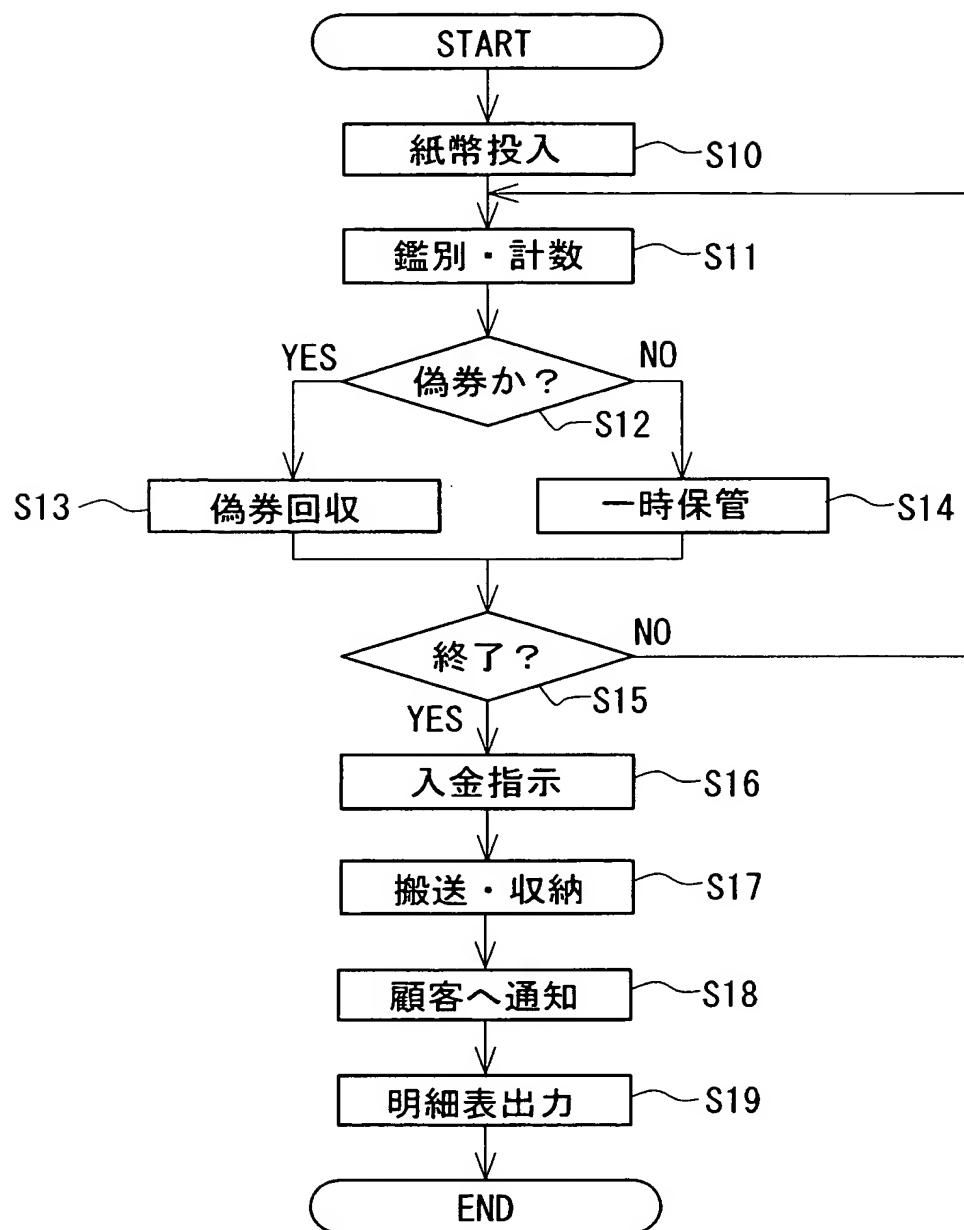 START
紙幣投入
S10
鑑別・計数
S11
YES
NO
偽券か?
S12
S13
偽券回収
一時保管
S14
終了?
NO
S15
YES
入金指示
S16
搬送・収納
S17
顧客へ通知
S18
明細表出力
S19
END